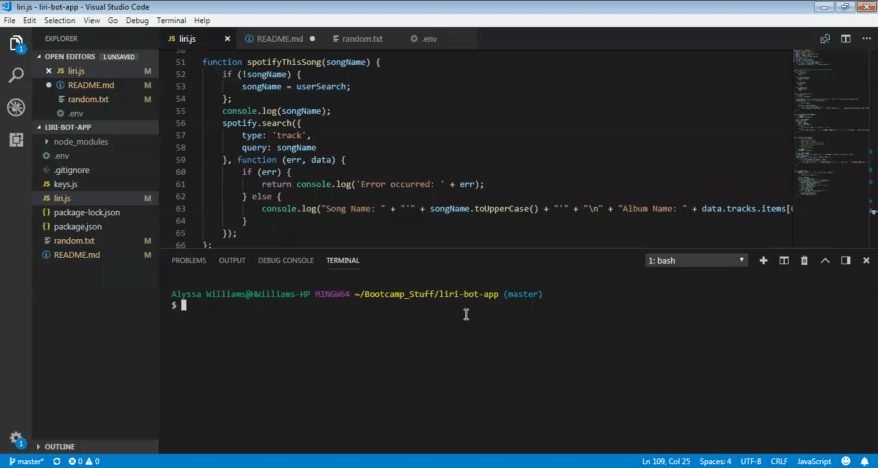 liri.js - liri-bot-app - Visual Studio Code
File Edit Selection View Go Debug Terminal Help
EXPLORER
OPEN EDITORS 1 UNSAVED
JS liri.js M
README.md M
random.txt M
.env
LIRI-BOT-APP
node_modules
.env
.gitignore
JS keys.js
JS liri.js M
{} package-lock.json
{} package.json
random.txt M
README.md M
OUTLINE
JS liri.js README.md random.txt .env
51 function spotifyThisSong(songName) {
52 if (!songName) {
53 songName = userSearch;
54 };
55 console.log(songName);
56 spotify.search({
57 type: 'track',
58 query: songName
59 }, function (err, data) {
60 if (err) {
61 return console.log('Error occurred: ' + err);
62 } else {
63 console.log("Song Name: " + "'" + songName.toUpperCase() + "'" + "\n" + "Album Name: " + data.tracks.items[
64 }
65 });
66 };
PROBLEMS OUTPUT DEBUG CONSOLE TERMINAL 1: bash
Alyssa Williams@HWilliams-HP MINGW64 ~/Bootcamp_Stuff/liri-bot-app (master)
$
master* 0 0 Ln 109, Col 25 Spaces: 4 UTF-8 CRLF JavaScript